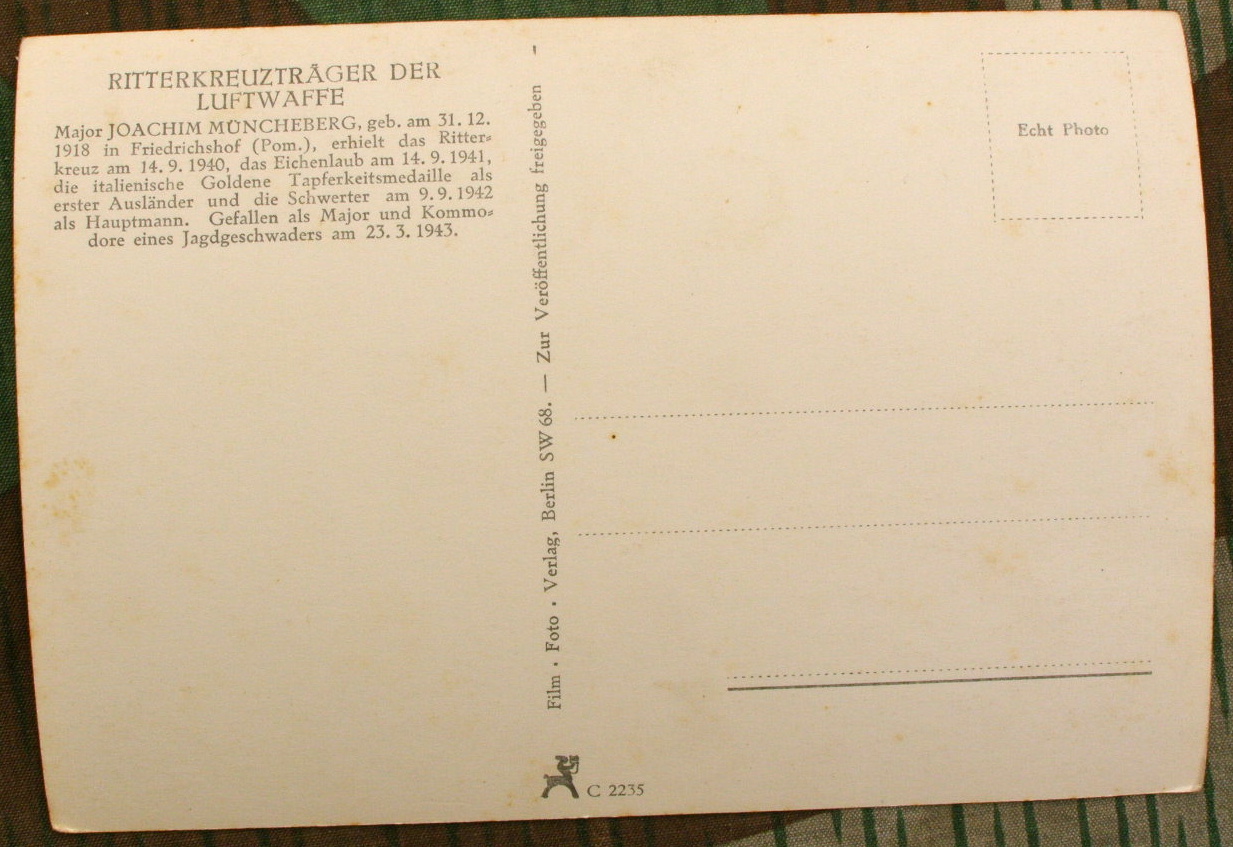 RITTERKREUZTRÄGER DER
LUFTWAFFE
Major JOACHIM MÜNCHEBERG, geb. am 31. 12.
1918 in Friedrichshof (Pom.), erhielt das Ritter⸗
kreuz am 14. 9. 1940, das Eichenlaub am 14. 9. 1941,
die italienische Goldene Tapferkeitsmedaille als
erster Ausländer und die Schwerter am 9. 9. 1942
als Hauptmann. Gefallen als Major und Kommo⸗
dore eines Jagdgeschwaders am 23. 3. 1943.
Film . Foto . Verlag, Berlin SW 68. — Zur Veröffentlichung freigegeben -
Echt Photo
C 2235